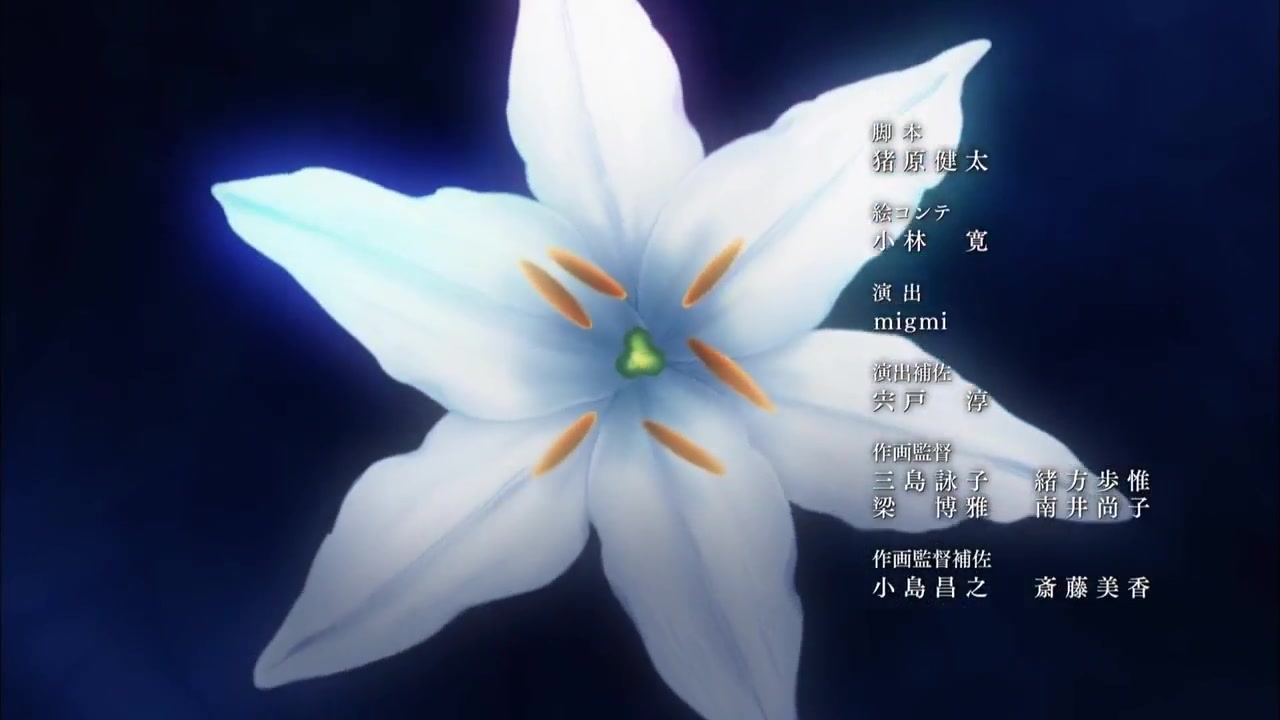 脚本
猪原健太
絵コンテ
小林 寛
演出
migmi
演出補佐
宍戸 淳
作画監督
三島詠子 緒方歩惟
梁 博雅 南井尚子
作画監督補佐
小島昌之 斎藤美香